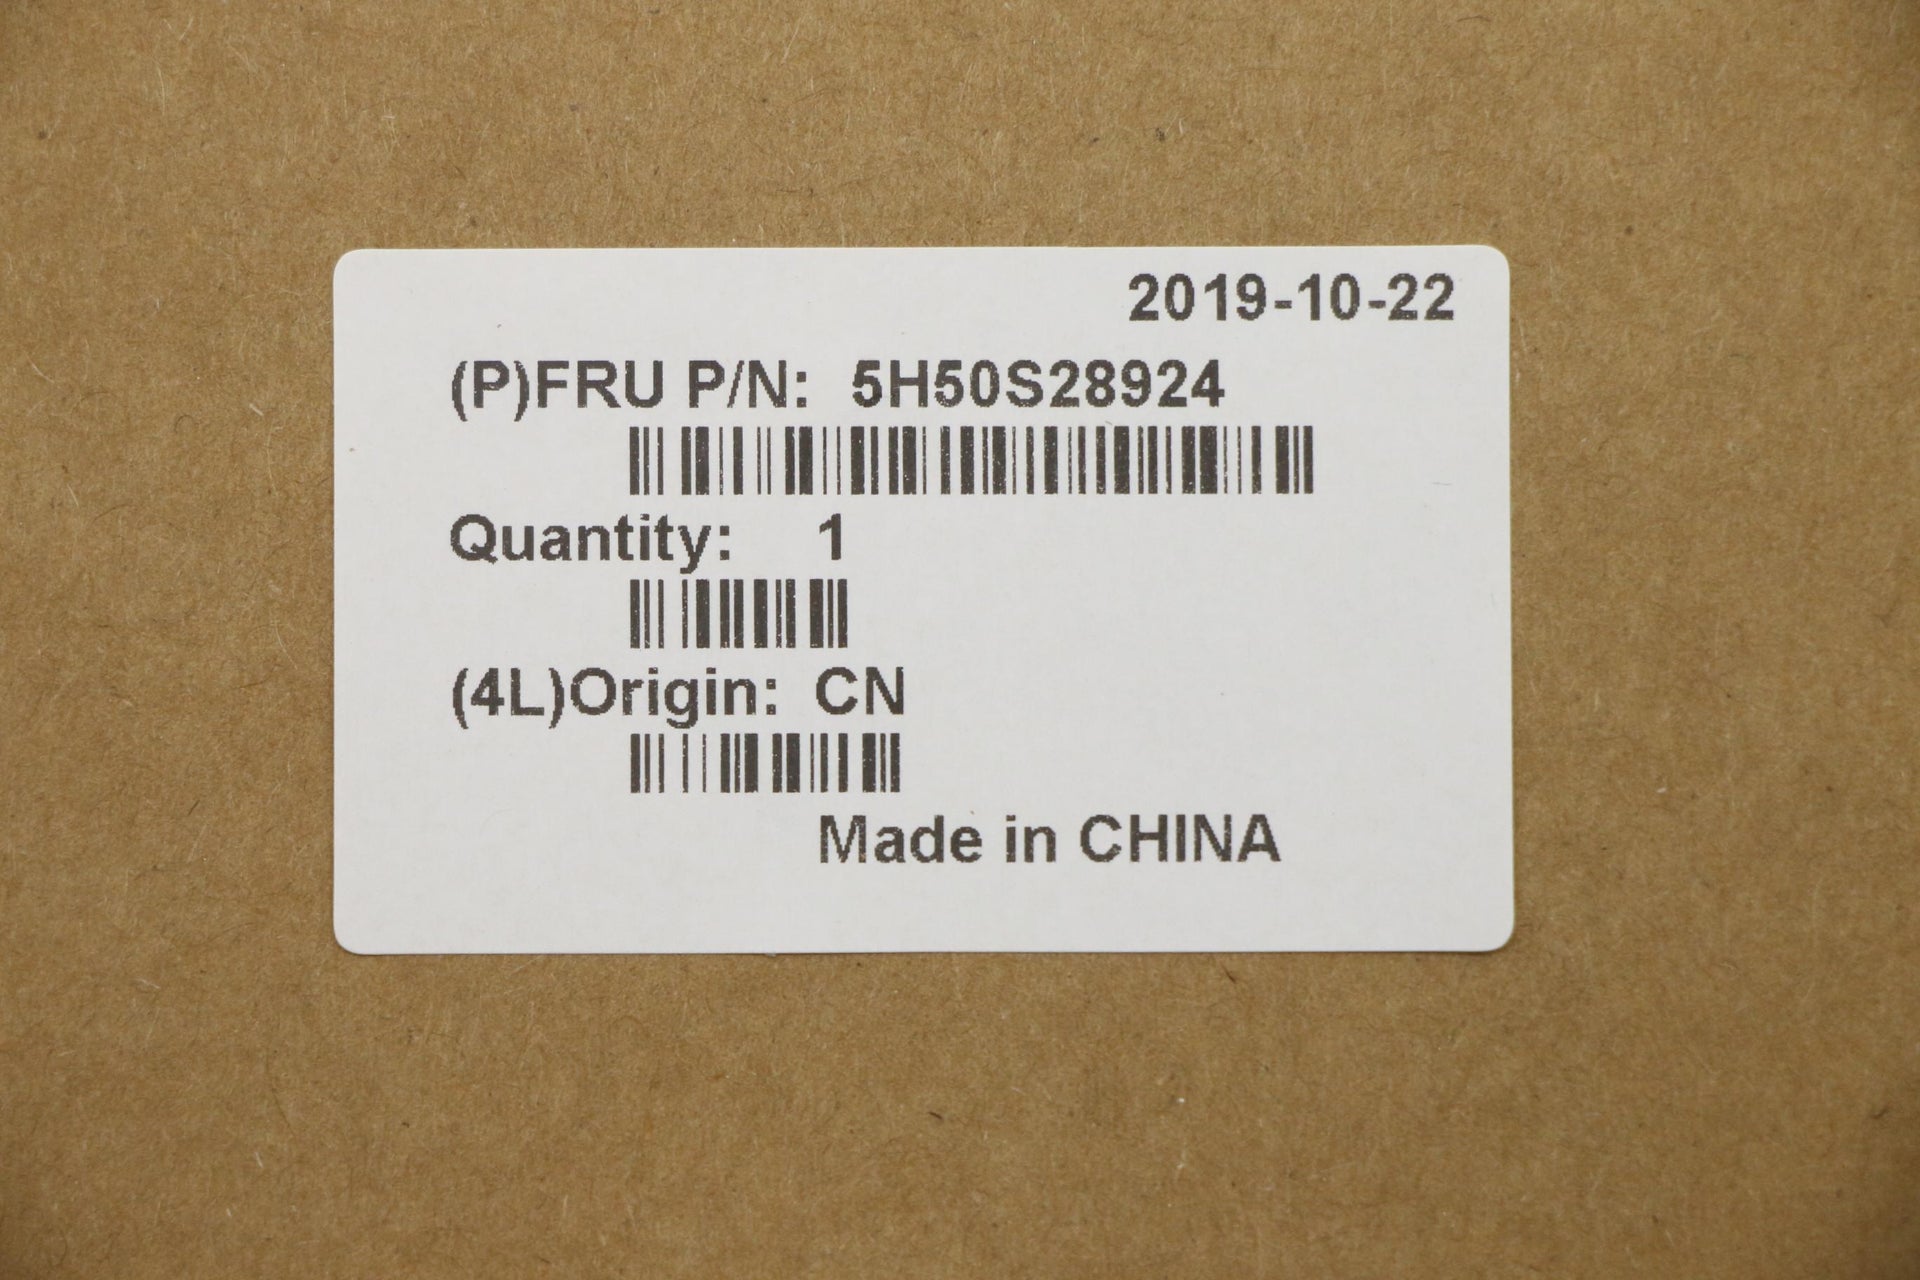 2019-10-22
(P)FRU P/N: 5H50S28924
Quantity: 1
(4L)Origin: CN
Made in CHINA